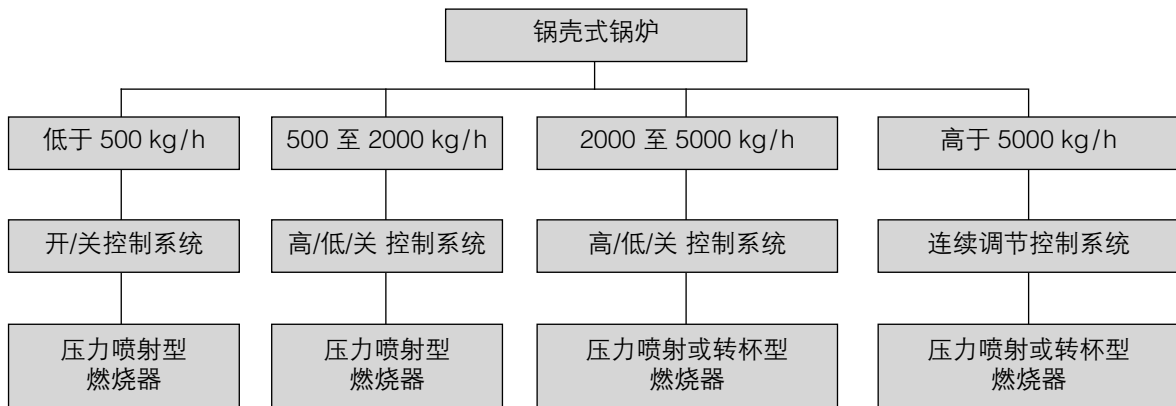 锅壳式锅炉
低于 500 kg/h
500 至 2000 kg/h
2000 至 5000 kg/h
高于 5000 kg/h
开/关控制系统
高/低/关 控制系统
高/低/关 控制系统
连续调节控制系统
压力喷射型
燃烧器
压力喷射型
燃烧器
压力喷射或转杯型
燃烧器
压力喷射或转杯型
燃烧器